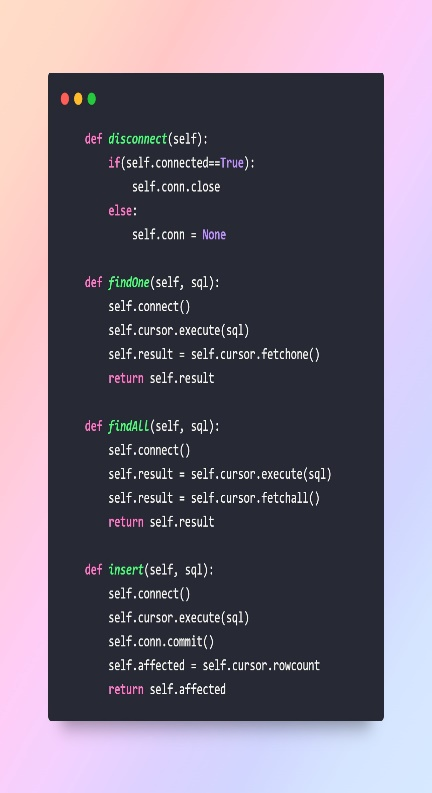 def disconnect(self):
    if(self.connected==True):
        self.conn.close
    else:
        self.conn = None

def findOne(self, sql):
    self.connect()
    self.cursor.execute(sql)
    self.result = self.cursor.fetchone()
    return self.result

def findAll(self, sql):
    self.connect()
    self.result = self.cursor.execute(sql)
    self.result = self.cursor.fetchall()
    return self.result

def insert(self, sql):
    self.connect()
    self.cursor.execute(sql)
    self.conn.commit()
    self.affected = self.cursor.rowcount
    return self.affected